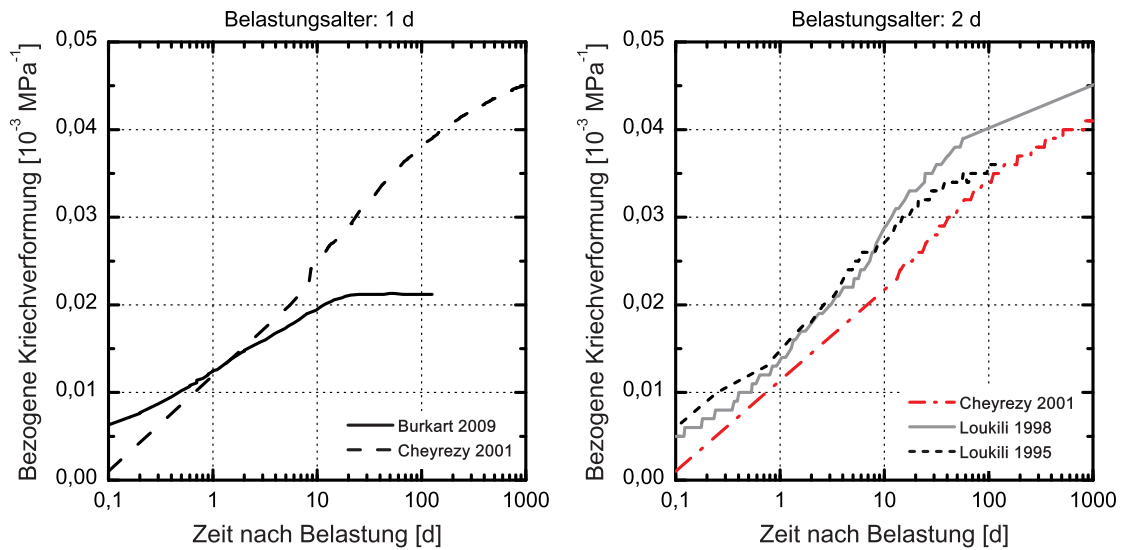 Belastungsalter: 1 d
Bezogene Kriechverformung [10⁻³ MPa⁻¹]
0,05
0,04
0,03
0,02
0,01
0,00
Burkart 2009
Cheyrezy 2001
0,1 1 10 100 1000
Zeit nach Belastung [d]
Belastungsalter: 2 d
Bezogene Kriechverformung [10⁻³ MPa⁻¹]
0,05
0,04
0,03
0,02
0,01
0,00
Cheyrezy 2001
Loukili 1998
Loukili 1995
0,1 1 10 100 1000
Zeit nach Belastung [d]